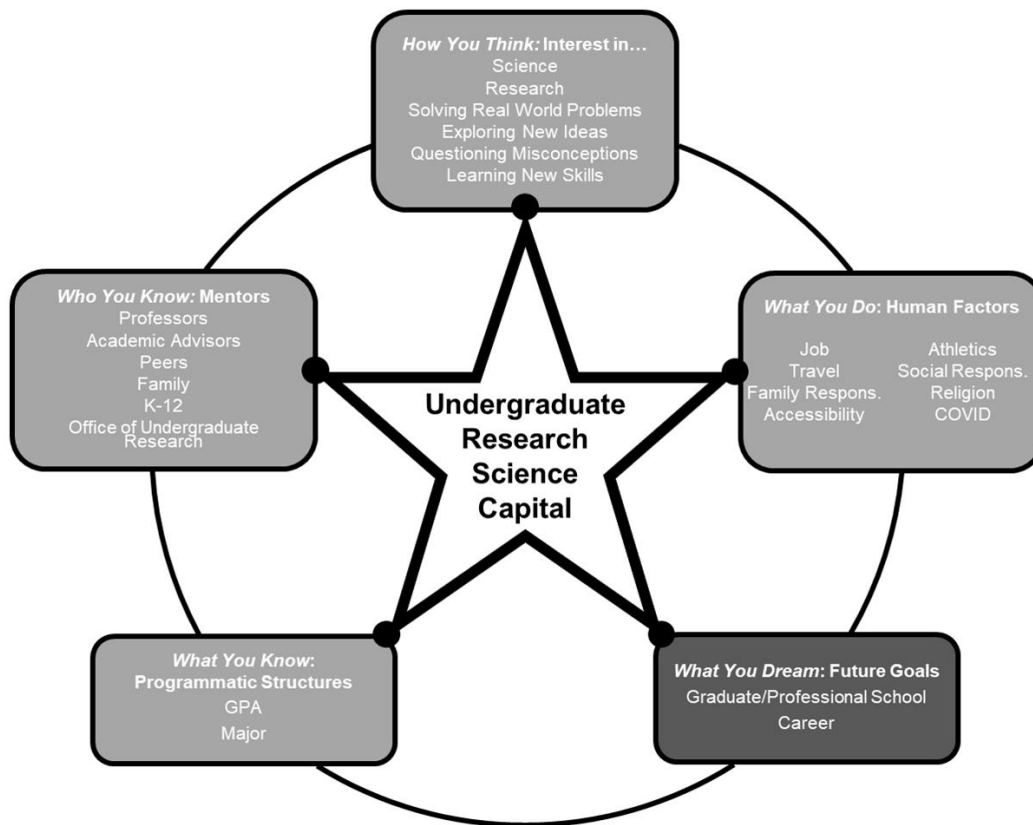 How You Think: Interest in...
Science
Research
Solving Real World Problems
Exploring New Ideas
Questioning Misconceptions
Learning New Skills
Who You Know: Mentors
Professors
Academic Advisors
Peers
Family
K-12
Office of Undergraduate
Research
What You Do: Human Factors
Job
Travel
Family Respons.
Accessibility
Athletics
Social Respons.
Religion
COVID
Undergraduate
Research
Science
Capital
What You Know:
Programmatic Structures
GPA
Major
What You Dream: Future Goals
Graduate/Professional School
Career